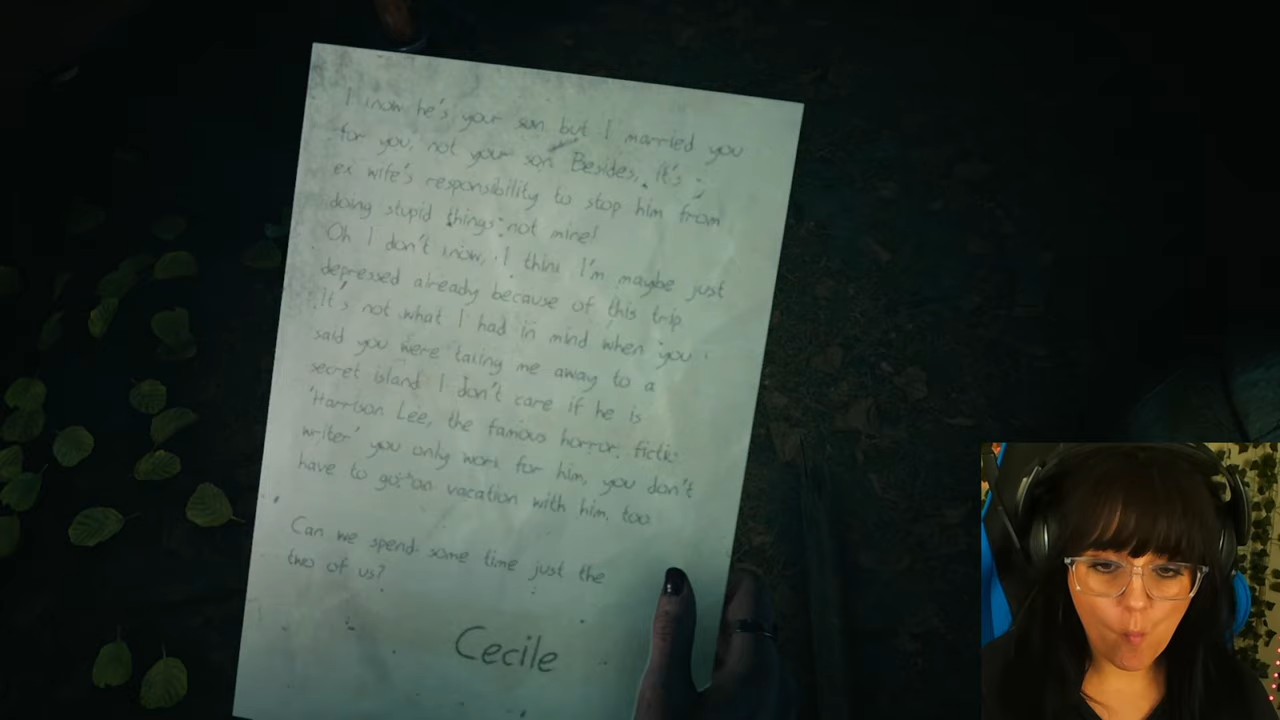 I know he's your son but I married you
for you, not your son. Besides, it's
ex wife's responsibility to stop him from
doing stupid things, not mine!
Oh I don't know, I think I'm maybe just
depressed already because of this trip
It's not what I had in mind when you
said you were taking me away to a
secret island I don't care if he is
'Harrison Lee, the famous horror
writer' you only work for him, you don't
have to go on vacation with him, too
Can we spend some time just the
two of us?
Cecile